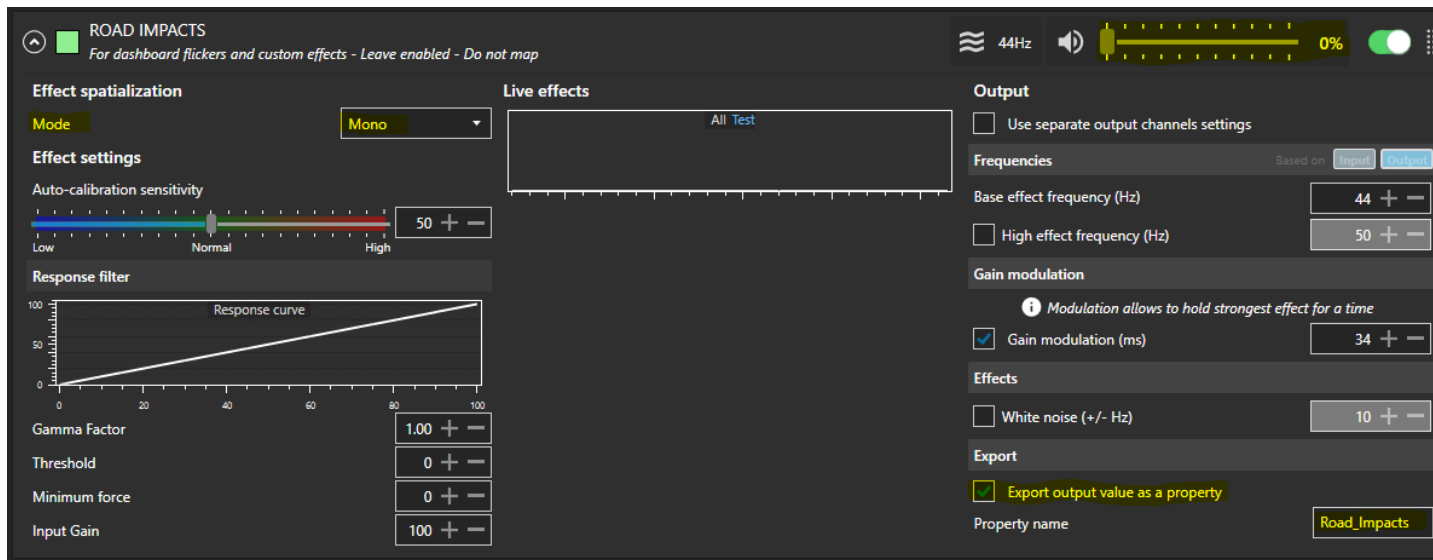 ROAD IMPACTS
For dashboard flickers and custom effects - Leave enabled - Do not map
44Hz
0%
Effect spatialization
Mode
Mono
Effect settings
Auto-calibration sensitivity
50
Low
Normal
High
Response filter
Response curve
100
50
0
0
20
40
60
80
100
Gamma Factor
1.00
Threshold
0
Minimum force
0
Input Gain
100
Live effects
All Test
Output
Use separate output channels settings
Frequencies
Based on
Input
Output
Base effect frequency (Hz)
44
High effect frequency (Hz)
50
Gain modulation
Modulation allows to hold strongest effect for a time
Gain modulation (ms)
34
Effects
White noise (+/- Hz)
10
Export
Export output value as a property
Property name
Road_Impacts